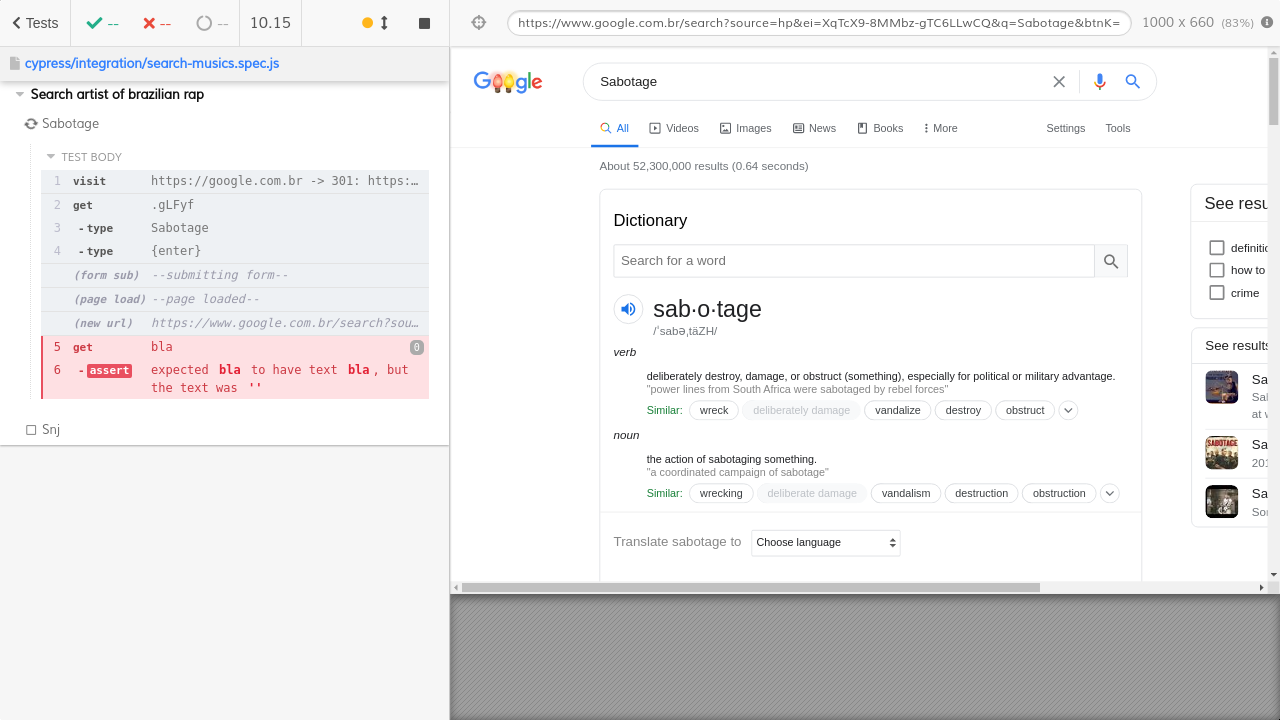 Tests -- -- -- 10.15
https://www.google.com.br/search?source=hp&ei=XqTcX9-8MMbz-gTC6LLwCQ&q=Sabotage&btnK= 1000 x 660 (83%)
cypress/integration/search-musics.spec.js
Search artist of brazilian rap
Sabotage
TEST BODY
1 visit https://google.com.br -> 301: https:…
2 get .gLFyf
3 -type Sabotage
4 -type {enter}
(form sub) --submitting form--
(page load) --page loaded--
(new url) https://www.google.com.br/search?sou…
5 get bla 0
6 -assert expected bla to have text bla, but
the text was ''
Snj
Google
Sabotage
All Videos Images News Books More Settings Tools
About 52,300,000 results (0.64 seconds)
Dictionary
Search for a word
sab·o·tage
/ˈsabəˌtäZH/
verb
deliberately destroy, damage, or obstruct (something), especially for political or military advantage.
"power lines from South Africa were sabotaged by rebel forces"
Similar: wreck deliberately damage vandalize destroy obstruct
noun
the action of sabotaging something.
"a coordinated campaign of sabotage"
Similar: wrecking deliberate damage vandalism destruction obstruction
Translate sabotage to Choose language
See resu
definitio
how to
crime
See results
Sa
Sal
at v
SABOTAGE
Sa
201
Sa
Son